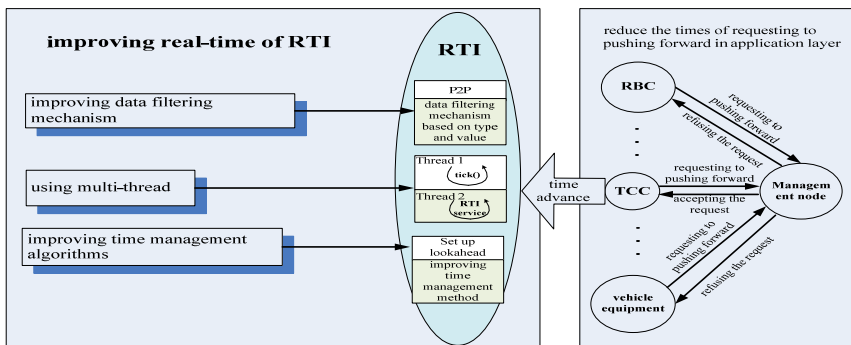 improving real-time of RTI
improving data filtering
mechanism
using multi-thread
improving time management
algorithms
RTI
P2P
data filtering
mechanism
based on type
and value
Thread 1
tick()
Thread 2
RTI
service
Set up
lookahead
improving
time
management
method
time
advance
reduce the times of requesting to
pushing forward in application layer
RBC
requesting to
pushing forward
refusing the request
TCC
requesting to
pushing forward
accepting the
request
Managem
ent node
requesting to
pushing forward
refusing the request
vehicle
equipment